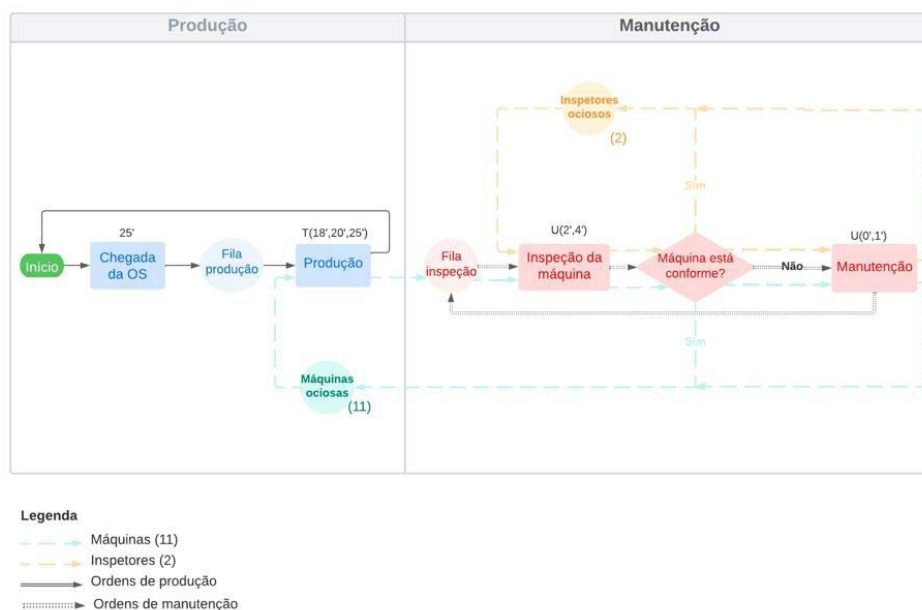 Produção
Manutenção
Inspetores
ociosos
(2)
Sim
25'
T(18',20',25')
U(2',4')
U(0',1')
Início
Chegada
da OS
Fila
produção
Produção
Fila
inspeção
Inspeção da
máquina
Máquina está
conforme?
Não
Manutenção
Sim
Máquinas
ociosas
(11)
Legenda
Máquinas (11)
Inspetores (2)
Ordens de produção
Ordens de manutenção